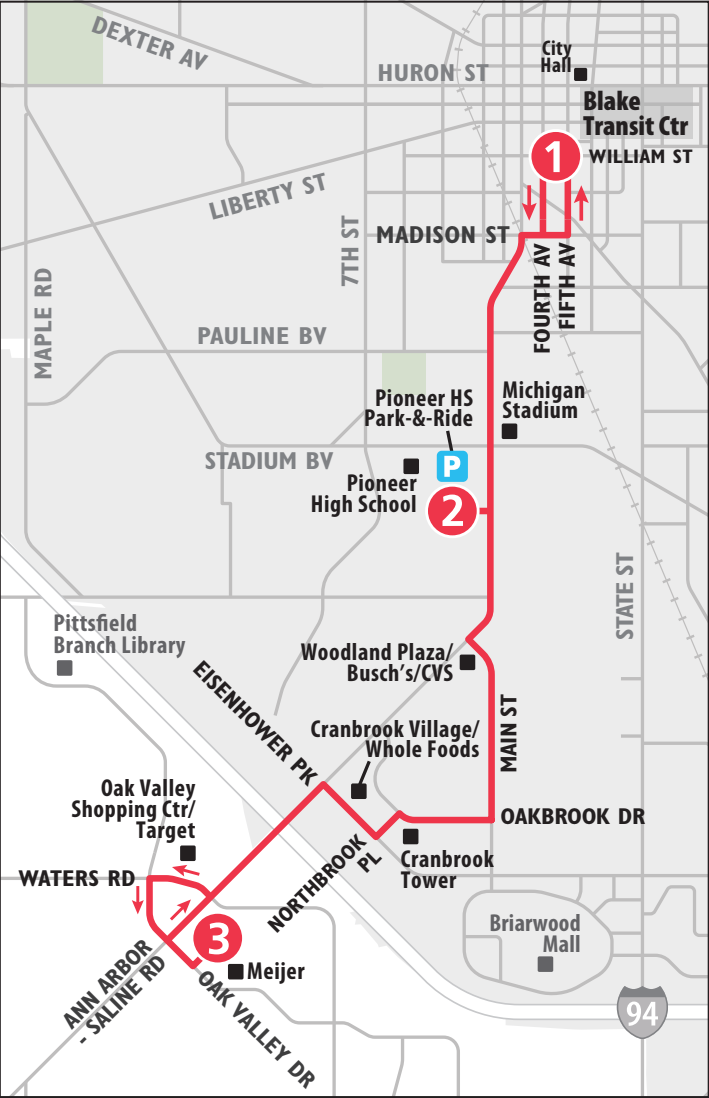 DEXTER AV
HURON ST
City
Hall
Blake
Transit Ctr
1
WILLIAM ST
LIBERTY ST
MADISON ST
7TH ST
MAPLE RD
FOURTH AV
FIFTH AV
PAULINE BV
Pioneer HS
Park-&-Ride
Michigan
Stadium
STADIUM BV
P
Pioneer
High School
2
STATE ST
Pittsfield
Branch Library
Woodland Plaza/
Busch's/CVS
EISENHOWER PK
Cranbrook Village/
Whole Foods
MAIN ST
Oak Valley
Shopping Ctr/
Target
OAKBROOK DR
NORTHBROOK
PL
Cranbrook
Tower
WATERS RD
3
Briarwood
Mall
ANN ARBOR
- SALINE RD
Meijer
OAK VALLEY DR
94